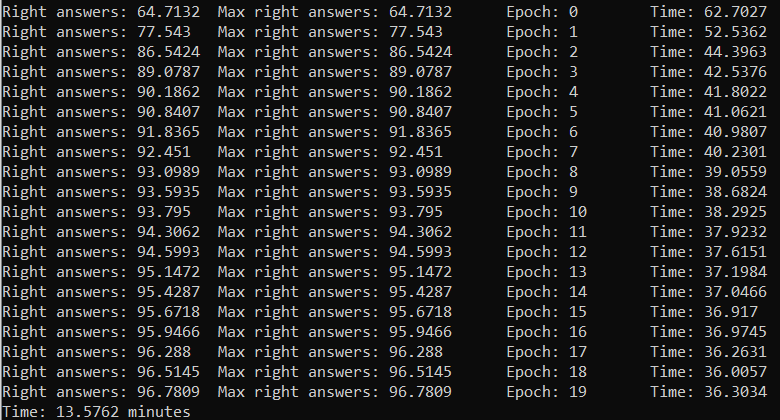 Right answers: 64.7132  Max right answers: 64.7132      Epoch: 0        Time: 62.7027
Right answers: 77.543   Max right answers: 77.543       Epoch: 1        Time: 52.5362
Right answers: 86.5424  Max right answers: 86.5424      Epoch: 2        Time: 44.3963
Right answers: 89.0787  Max right answers: 89.0787      Epoch: 3        Time: 42.5376
Right answers: 90.1862  Max right answers: 90.1862      Epoch: 4        Time: 41.8022
Right answers: 90.8407  Max right answers: 90.8407      Epoch: 5        Time: 41.0621
Right answers: 91.8365  Max right answers: 91.8365      Epoch: 6        Time: 40.9807
Right answers: 92.451   Max right answers: 92.451       Epoch: 7        Time: 40.2301
Right answers: 93.0989  Max right answers: 93.0989      Epoch: 8        Time: 39.0559
Right answers: 93.5935  Max right answers: 93.5935      Epoch: 9        Time: 38.6824
Right answers: 93.795   Max right answers: 93.795       Epoch: 10       Time: 38.2925
Right answers: 94.3062  Max right answers: 94.3062      Epoch: 11       Time: 37.9232
Right answers: 94.5993  Max right answers: 94.5993      Epoch: 12       Time: 37.6151
Right answers: 95.1472  Max right answers: 95.1472      Epoch: 13       Time: 37.1984
Right answers: 95.4287  Max right answers: 95.4287      Epoch: 14       Time: 37.0466
Right answers: 95.6718  Max right answers: 95.6718      Epoch: 15       Time: 36.917
Right answers: 95.9466  Max right answers: 95.9466      Epoch: 16       Time: 36.9745
Right answers: 96.288   Max right answers: 96.288       Epoch: 17       Time: 36.2631
Right answers: 96.5145  Max right answers: 96.5145      Epoch: 18       Time: 36.0057
Right answers: 96.7809  Max right answers: 96.7809      Epoch: 19       Time: 36.3034
Time: 13.5762 minutes